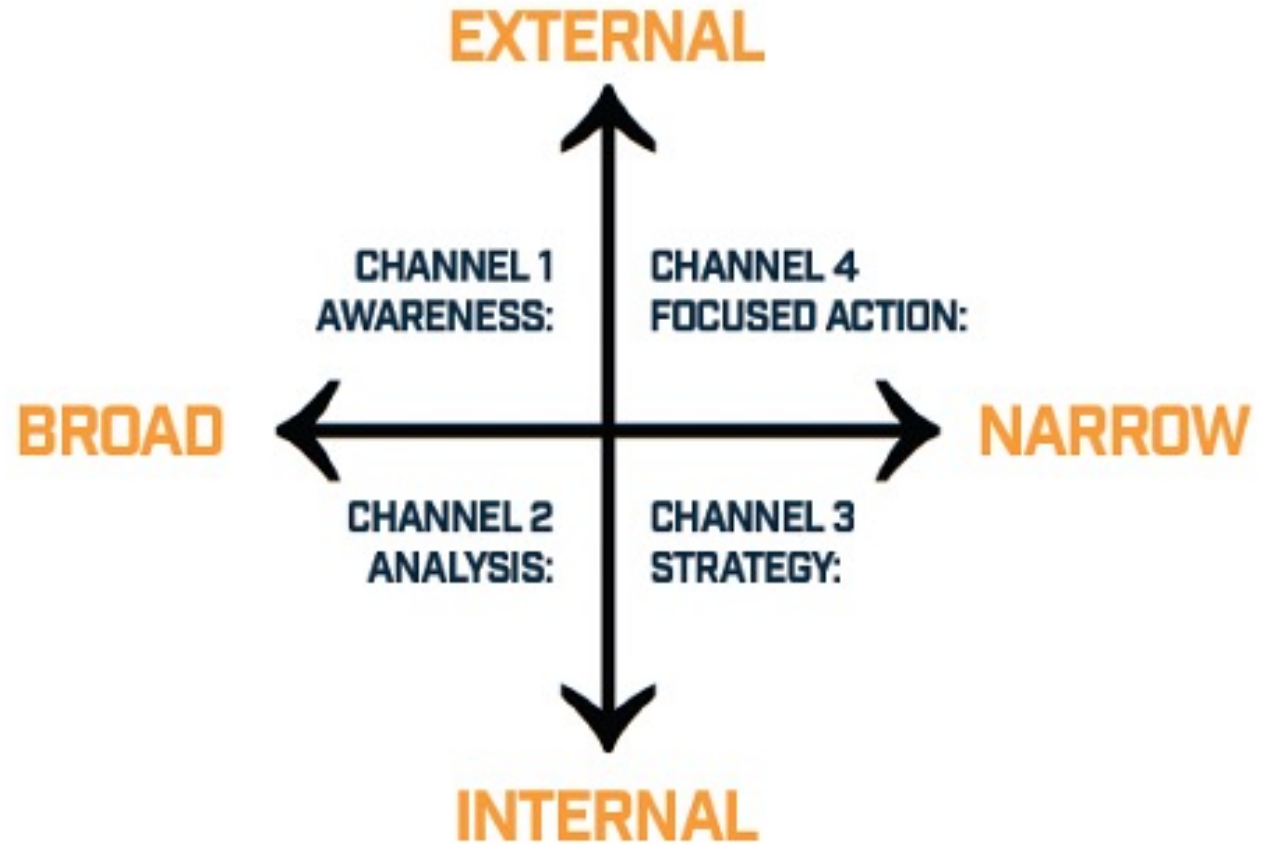 EXTERNAL
CHANNEL 1
AWARENESS:
CHANNEL 4
FOCUSED ACTION:
BROAD
NARROW
CHANNEL 2
ANALYSIS:
CHANNEL 3
STRATEGY:
INTERNAL